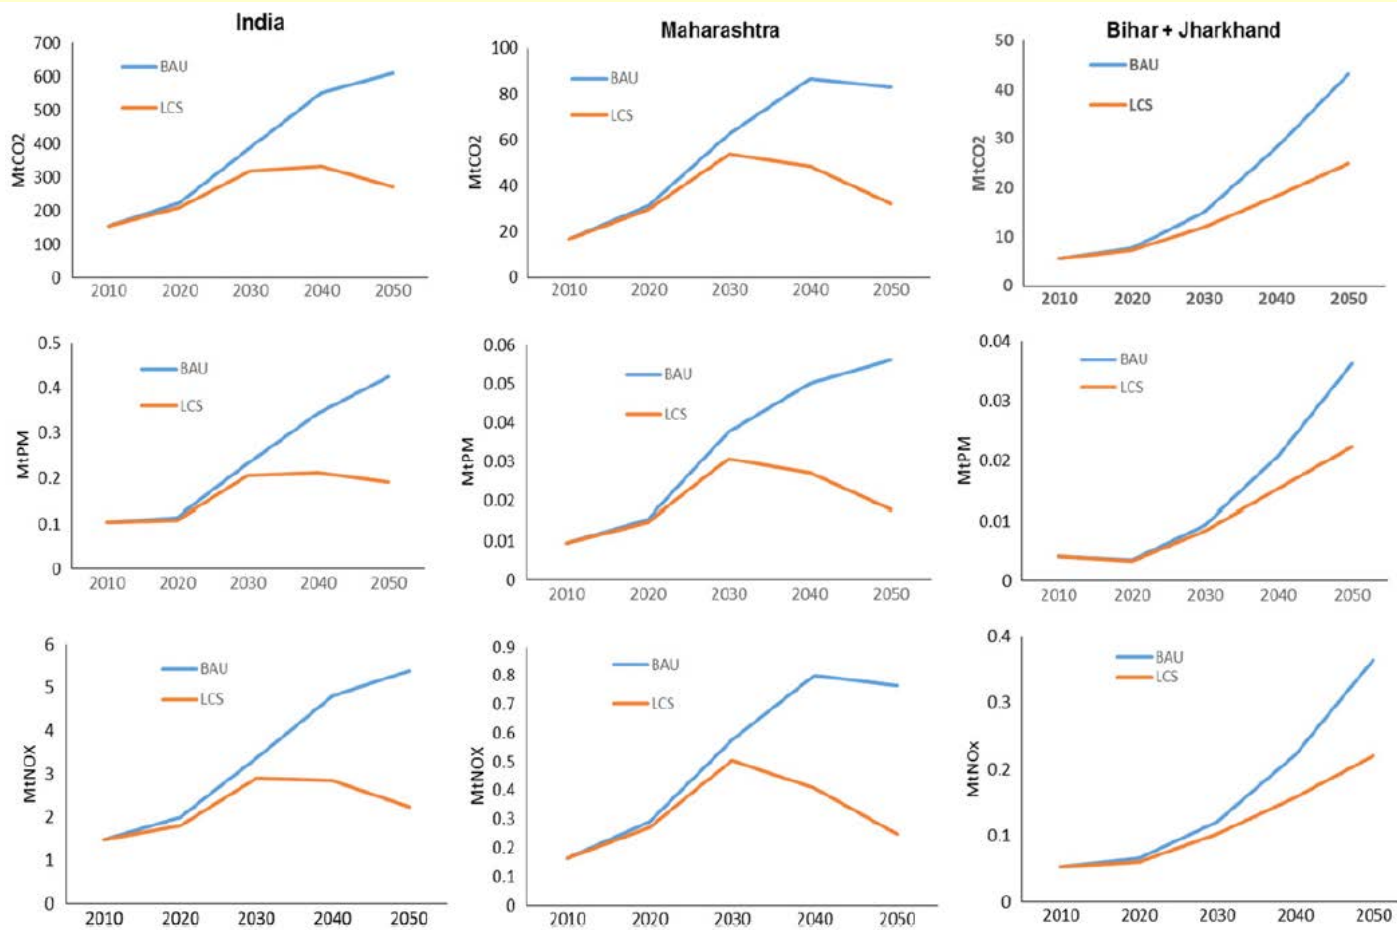 India
MtCO2
700
600
500
400
300
200
100
0
BAU
LCS
2010 2020 2030 2040 2050
Maharashtra
MtCO2
100
80
60
40
20
0
BAU
LCS
2010 2020 2030 2040 2050
Bihar + Jharkhand
MtCO2
50
40
30
20
10
0
BAU
LCS
2010 2020 2030 2040 2050
MtPM
0.5
0.4
0.3
0.2
0.1
0
BAU
LCS
2010 2020 2030 2040 2050
MtPM
0.06
0.05
0.04
0.03
0.02
0.01
0
BAU
LCS
2010 2020 2030 2040 2050
MtPM
0.04
0.03
0.02
0.01
0
BAU
LCS
2010 2020 2030 2040 2050
MtNOX
6
5
4
3
2
1
0
BAU
LCS
2010 2020 2030 2040 2050
MtNOX
0.9
0.8
0.7
0.6
0.5
0.4
0.3
0.2
0.1
0
BAU
LCS
2010 2020 2030 2040 2050
MtNOx
0.4
0.3
0.2
0.1
0
BAU
LCS
2010 2020 2030 2040 2050